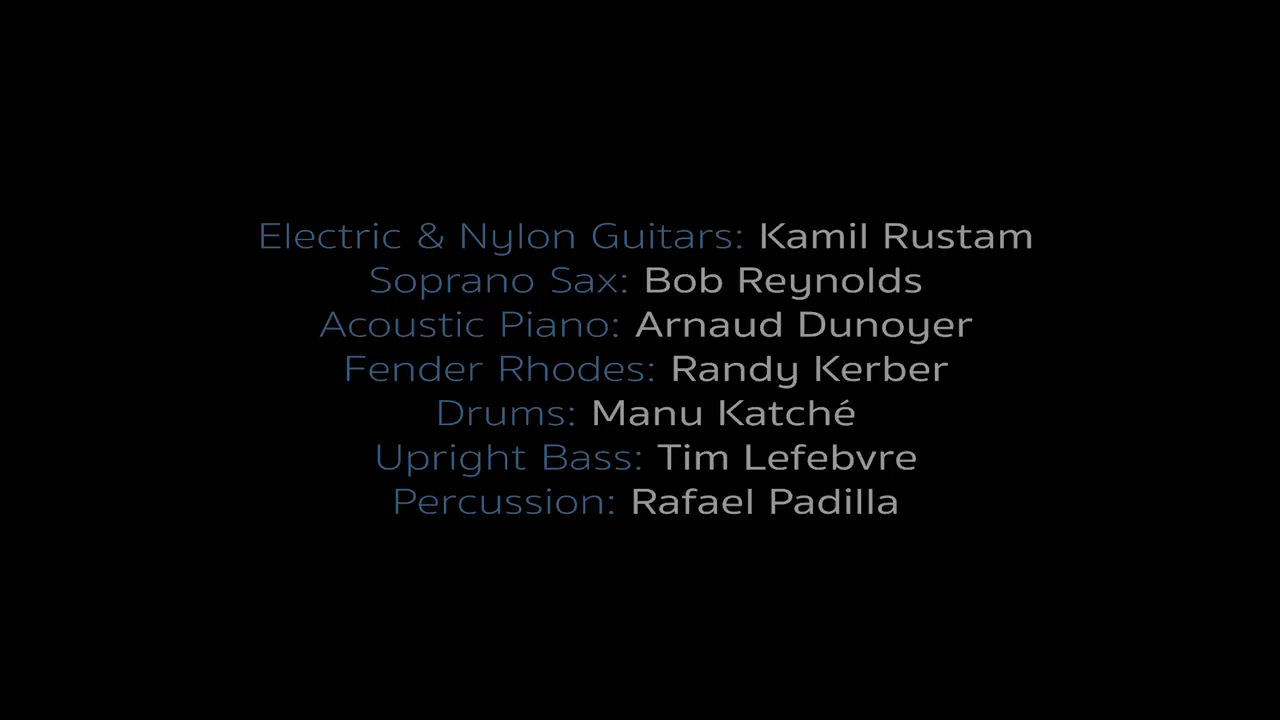 Electric & Nylon Guitars: Kamil Rustam
Soprano Sax: Bob Reynolds
Acoustic Piano: Arnaud Dunoyer
Fender Rhodes: Randy Kerber
Drums: Manu Katché
Upright Bass: Tim Lefebvre
Percussion: Rafael Padilla